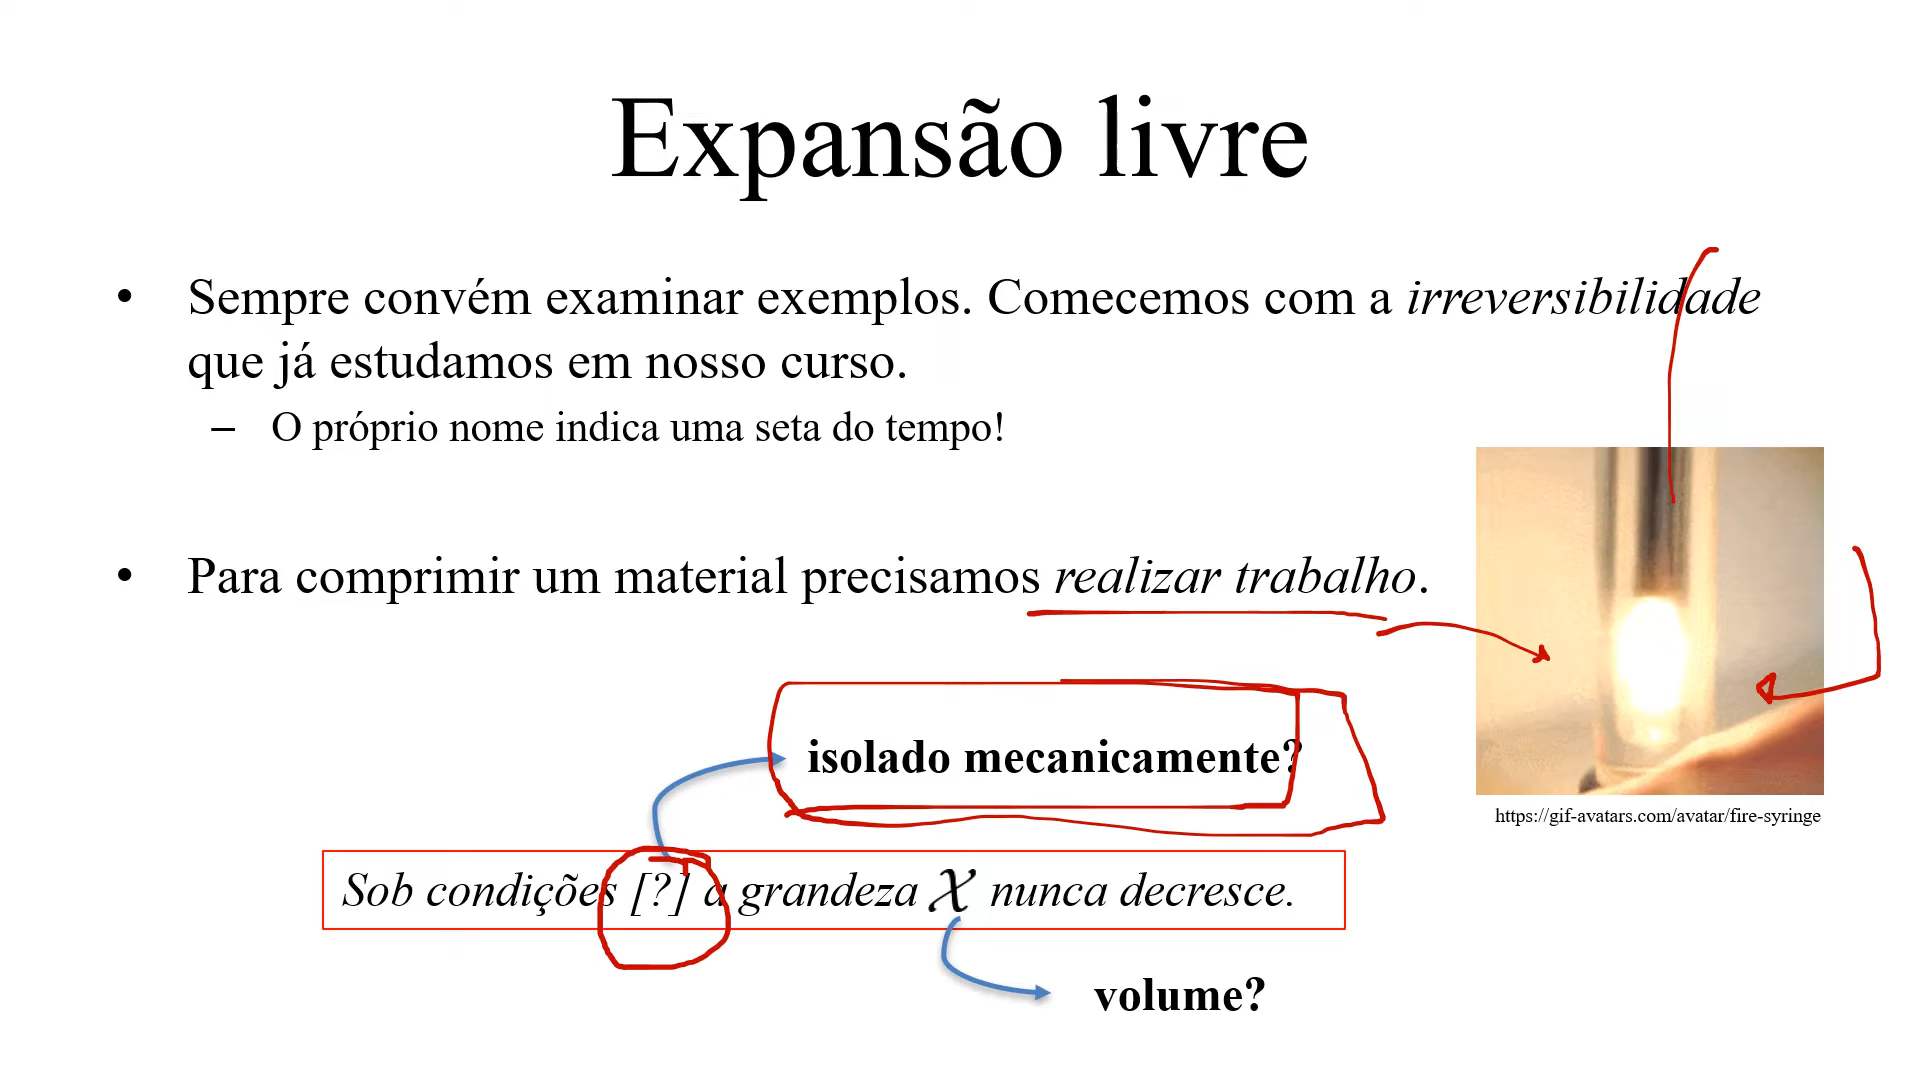 Expansão livre
• Sempre convém examinar exemplos. Comecemos com a irreversibilidade
que já estudamos em nosso curso.
– O próprio nome indica uma seta do tempo!
• Para comprimir um material precisamos realizar trabalho.
isolado mecanicamente?
https://gif-avatars.com/avatar/fire-syringe
Sob condições [?] a grandeza X nunca decresce.
volume?